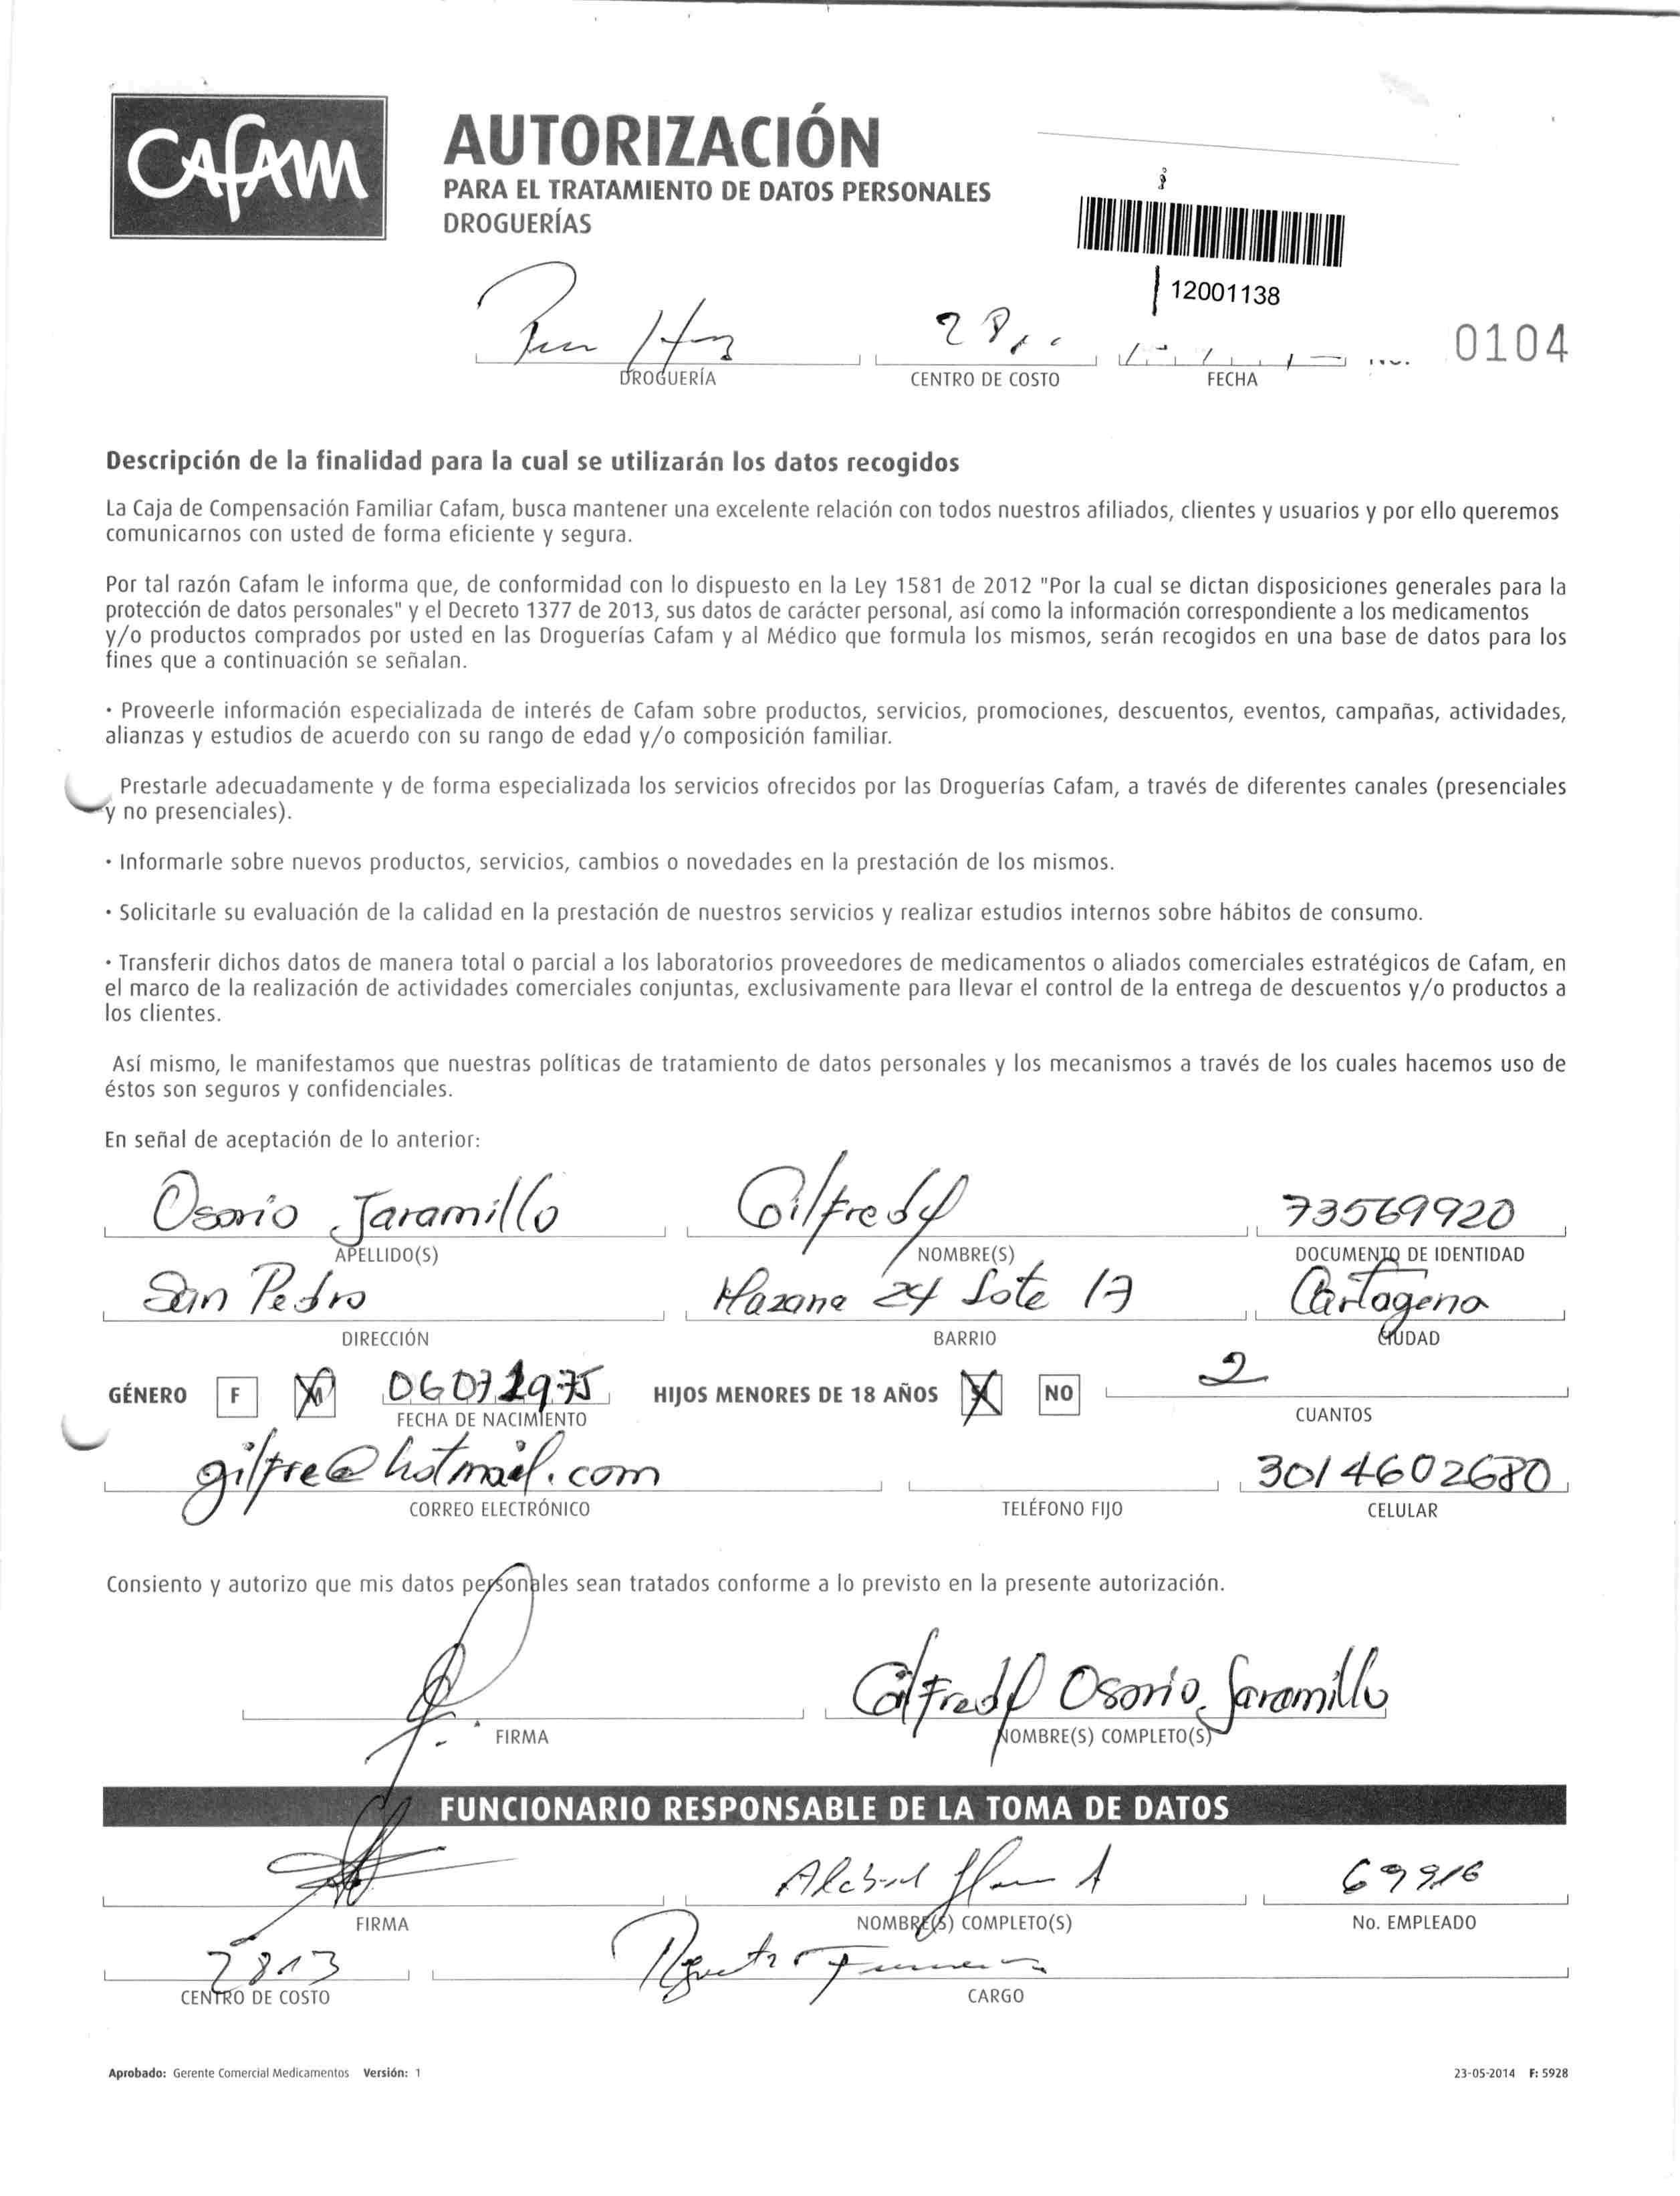 CAFAM
AUTORIZACIÓN
PARA EL TRATAMIENTO DE DATOS PERSONALES
DROGUERÍAS
12001138
0104
DROGUERÍA CENTRO DE COSTO FECHA
Descripción de la finalidad para la cual se utilizarán los datos recogidos
La Caja de Compensación Familiar Cafam, busca mantener una excelente relación con todos nuestros afiliados, clientes y usuarios y por ello queremos
comunicarnos con usted de forma eficiente y segura.
Por tal razón Cafam le informa que, de conformidad con lo dispuesto en la Ley 1581 de 2012 "Por la cual se dictan disposiciones generales para la
protección de datos personales" y el Decreto 1377 de 2013, sus datos de carácter personal, así como la información correspondiente a los medicamentos
y/o productos comprados por usted en las Droguerías Cafam y al Médico que formula los mismos, serán recogidos en una base de datos para los
fines que a continuación se señalan.
· Proveerle información especializada de interés de Cafam sobre productos, servicios, promociones, descuentos, eventos, campañas, actividades,
alianzas y estudios de acuerdo con su rango de edad y/o composición familiar.
Prestarle adecuadamente y de forma especializada los servicios ofrecidos por las Droguerías Cafam, a través de diferentes canales (presenciales
y no presenciales).
· Informarle sobre nuevos productos, servicios, cambios o novedades en la prestación de los mismos.
· Solicitarle su evaluación de la calidad en la prestación de nuestros servicios y realizar estudios internos sobre hábitos de consumo.
· Transferir dichos datos de manera total o parcial a los laboratorios proveedores de medicamentos o aliados comerciales estratégicos de Cafam, en
el marco de la realización de actividades comerciales conjuntas, exclusivamente para llevar el control de la entrega de descuentos y/o productos a
los clientes.
Así mismo, le manifestamos que nuestras políticas de tratamiento de datos personales y los mecanismos a través de los cuales hacemos uso de
éstos son seguros y confidenciales.
En señal de aceptación de lo anterior:
Osorio Jaramillo Gilfredy 73569920
APELLIDO(S) NOMBRE(S) DOCUMENTO DE IDENTIDAD
San Pedro Mazana 24 Lote 17 Cartagena
DIRECCIÓN BARRIO CIUDAD
GÉNERO F M 06071975 HIJOS MENORES DE 18 AÑOS SI NO 2
FECHA DE NACIMIENTO CUANTOS
gilfre@hotmail.com 3014602680
CORREO ELECTRÓNICO TELÉFONO FIJO CELULAR
Consiento y autorizo que mis datos personales sean tratados conforme a lo previsto en la presente autorización.
Gilfredy Osorio Jaramillo
FIRMA NOMBRE(S) COMPLETO(S)
FUNCIONARIO RESPONSABLE DE LA TOMA DE DATOS
69916
FIRMA NOMBRE(S) COMPLETO(S) No. EMPLEADO
2813
CENTRO DE COSTO CARGO
Aprobado: Gerente Comercial Medicamentos Versión: 1 23-05-2014 F: 5928